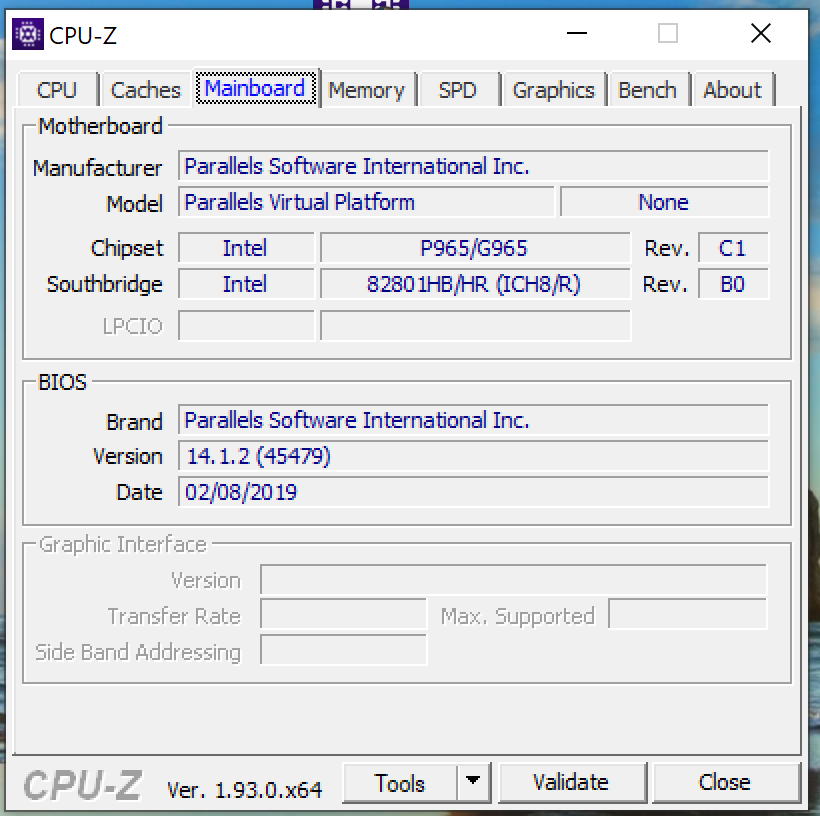 CPU-Z
CPU Caches Mainboard Memory SPD Graphics Bench About
Motherboard
Manufacturer Parallels Software International Inc.
Model Parallels Virtual Platform None
Chipset Intel P965/G965 Rev. C1
Southbridge Intel 82801HB/HR (ICH8/R) Rev. B0
LPCIO
BIOS
Brand Parallels Software International Inc.
Version 14.1.2 (45479)
Date 02/08/2019
Graphic Interface
Version
Transfer Rate Max. Supported
Side Band Addressing
CPU-Z Ver. 1.93.0.x64 Tools Validate Close